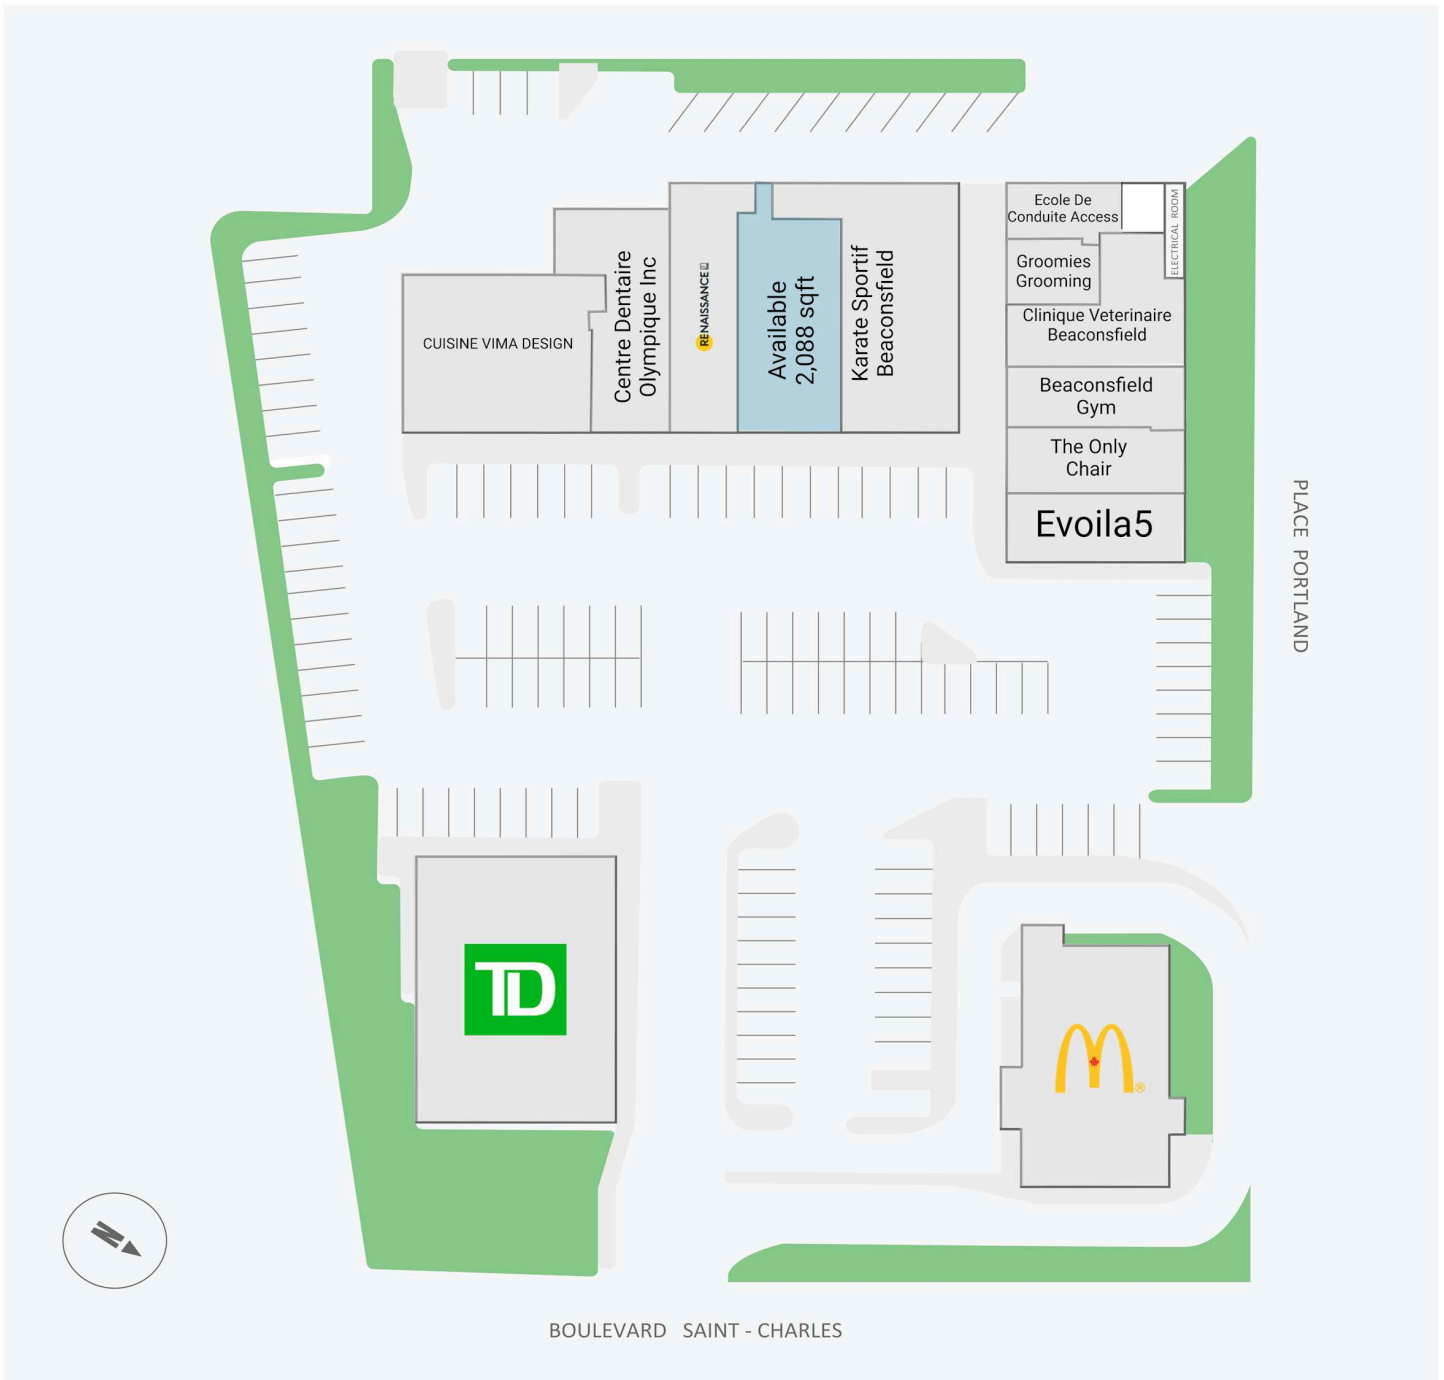 Ecole De
Conduite Access
ELECTRICAL ROOM
Groomies
Grooming
Clinique Veterinaire
Beaconsfield
CUISINE VIMA DESIGN
Centre Dentaire
Olympique Inc
RENAISSANCE
Available
2,088 sqft
Karate Sportif
Beaconsfield
Beaconsfield
Gym
The Only
Chair
Evoila5
PLACE PORTLAND
TD
M
®
N
BOULEVARD SAINT - CHARLES